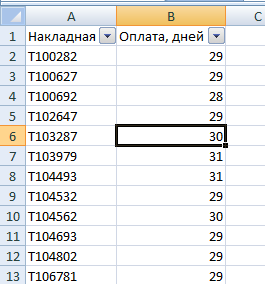 A B C
1 Накладная Оплата, дней
2 T100282 29
3 T100627 29
4 T100692 28
5 T102647 29
6 T103287 30
7 T103979 31
8 T104493 31
9 T104532 29
10 T104562 30
11 T104693 29
12 T104802 29
13 T106781 29